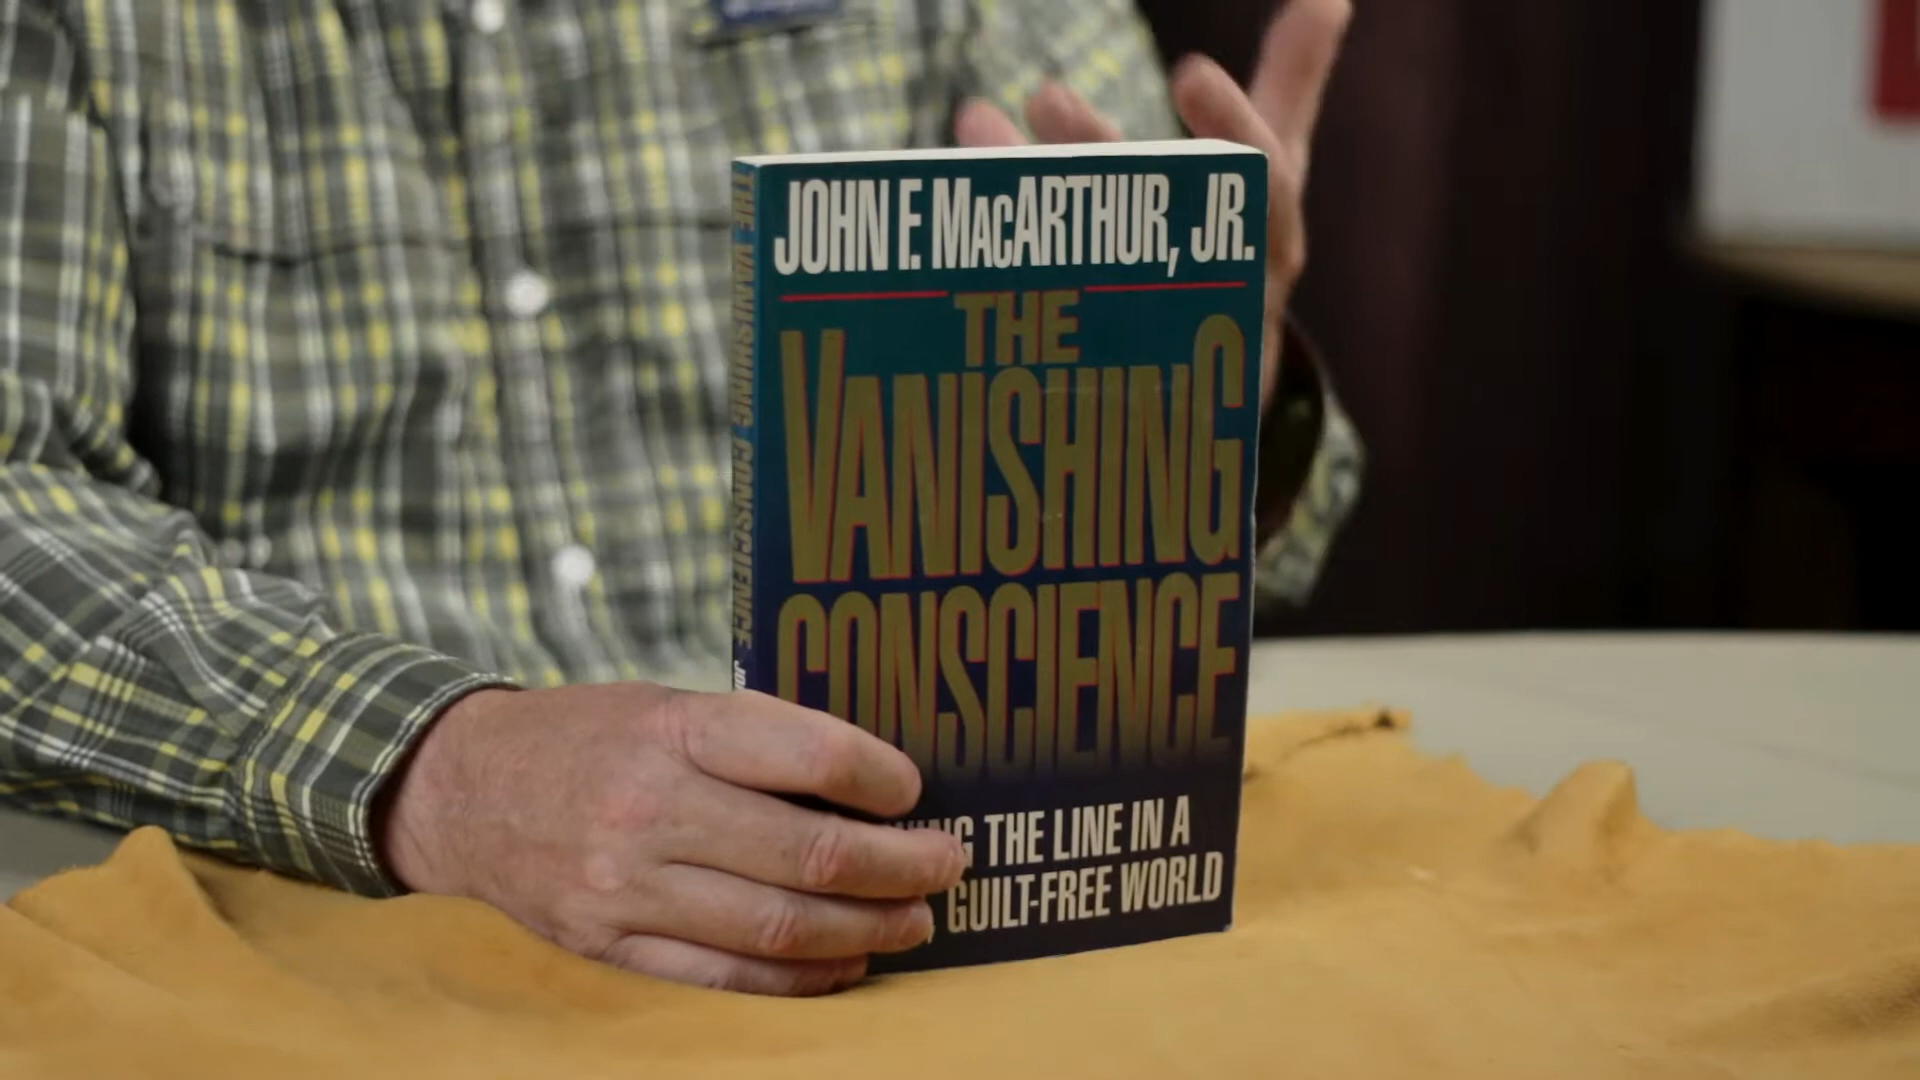 JOHN F. MACARTHUR, JR.
THE
VANISHING
CONSCIENCE
THE LINE IN A
GUILT-FREE WORLD
THE VANISHING CONSCIENCE